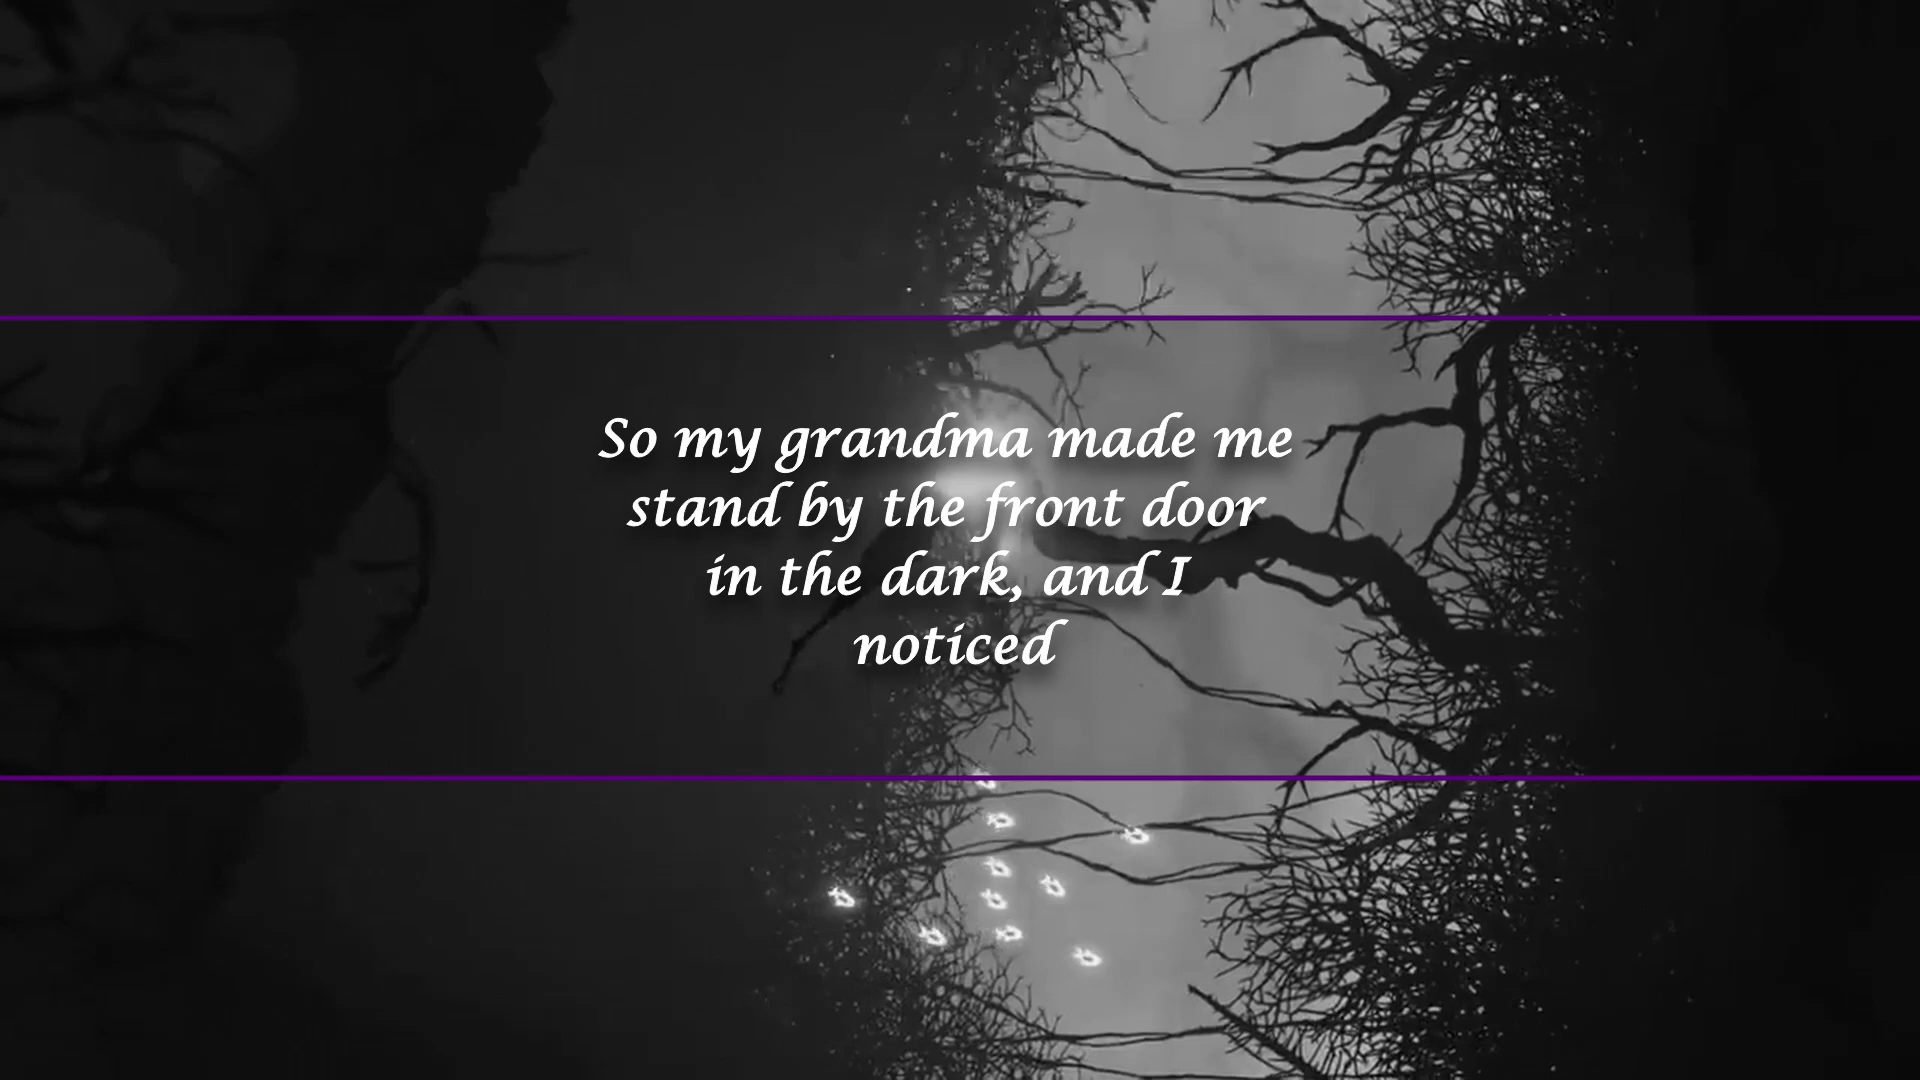 So my grandma made me
stand by the front door
in the dark, and I
noticed